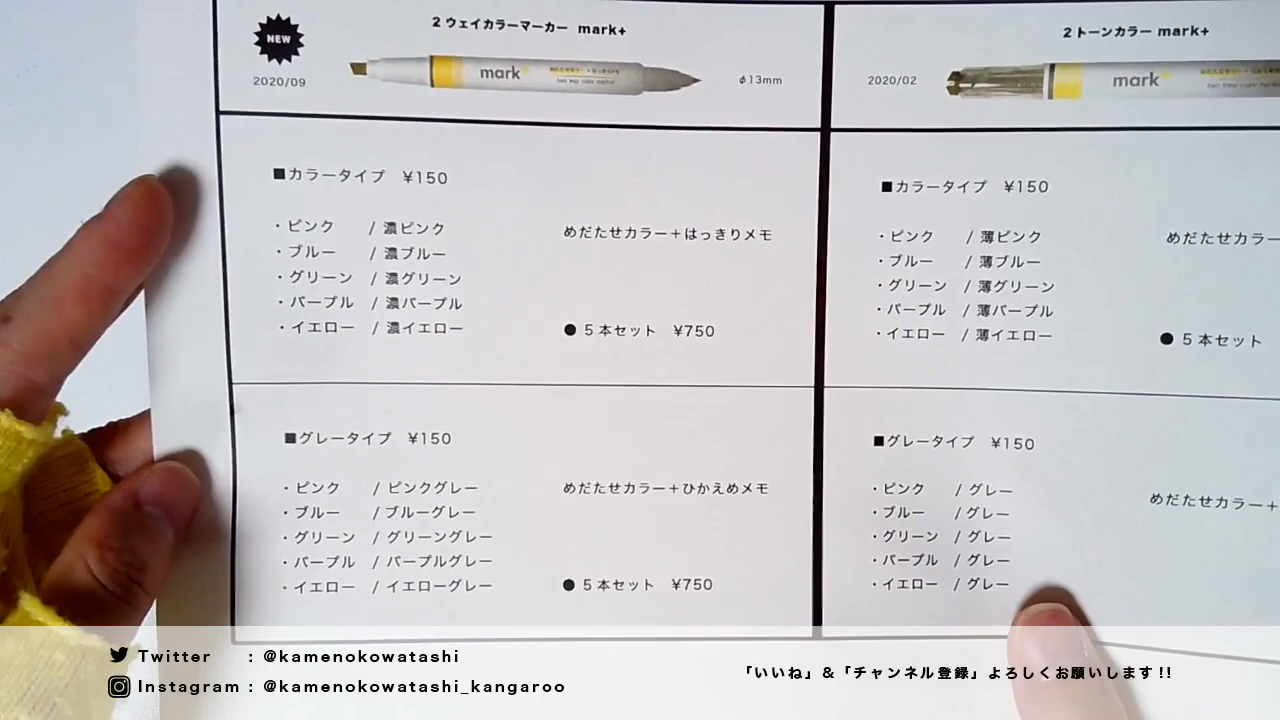 2ウェイカラーマーカー mark+
NEW
2020/09
mark+
φ13mm
■カラータイプ ¥150
・ピンク / 濃ピンク
・ブルー / 濃ブルー
・グリーン / 濃グリーン
・パープル / 濃パープル
・イエロー / 濃イエロー
めだたせカラー+はっきりメモ
● 5本セット ¥750
■グレータイプ ¥150
・ピンク / ピンクグレー
・ブルー / ブルーグレー
・グリーン / グリーングレー
・パープル / パープルグレー
・イエロー / イエローグレー
めだたせカラー+ひかえめメモ
● 5本セット ¥750
2トーンカラー mark+
2020/02
mark+
■カラータイプ ¥150
・ピンク / 薄ピンク
・ブルー / 薄ブルー
・グリーン / 薄グリーン
・パープル / 薄パープル
・イエロー / 薄イエロー
めだたせカラー
● 5本セット
■グレータイプ ¥150
・ピンク / グレー
・ブルー / グレー
・グリーン / グレー
・パープル / グレー
・イエロー / グレー
めだたせカラー+
Twitter : @kamenokowatashi
Instagram : @kamenokowatashi_kangaroo
「いいね」&「チャンネル登録」よろしくお願いします!!